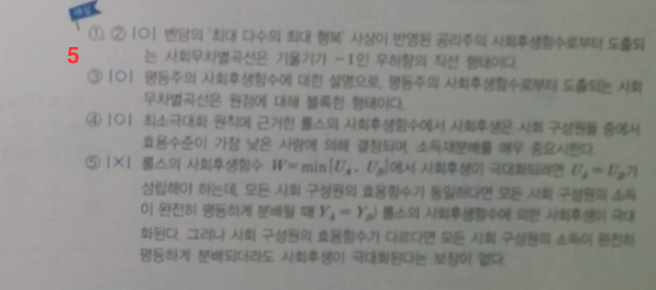 해설
① ② |O| 벤담의 '최대 다수의 최대 행복' 사상이 반영된 공리주의 사회후생함수로부터 도출되
5
는 사회무차별곡선은 기울기가 -1인 우하향의 직선 형태이다.
③ |O| 평등주의 사회후생함수에 대한 설명으로, 평등주의 사회후생함수로부터 도출되는 사회
무차별곡선은 원점에 대해 볼록한 형태이다.
④ |O| 최소극대화 원칙에 근거한 롤스의 사회후생함수에서 사회후생은 사회 구성원들 중에서
효용수준이 가장 낮은 사람에 의해 결정되며, 소득재분배를 매우 중요시한다.
⑤ |×| 롤스의 사회후생함수 W=min[U_A, U_B]에서 사회후생이 극대화되려면 U_A=U_B가
성립해야 하는데, 모든 사회 구성원의 효용함수가 동일하다면 모든 사회 구성원의 소득
이 완전히 평등하게 분배될 때 Y_A=Y_B) 롤스의 사회후생함수에 의한 사회후생이 극대
화된다. 그러나 사회 구성원의 효용함수가 다르다면 모든 사회 구성원의 소득이 완전히
평등하게 분배되더라도 사회후생이 극대화된다는 보장이 없다.